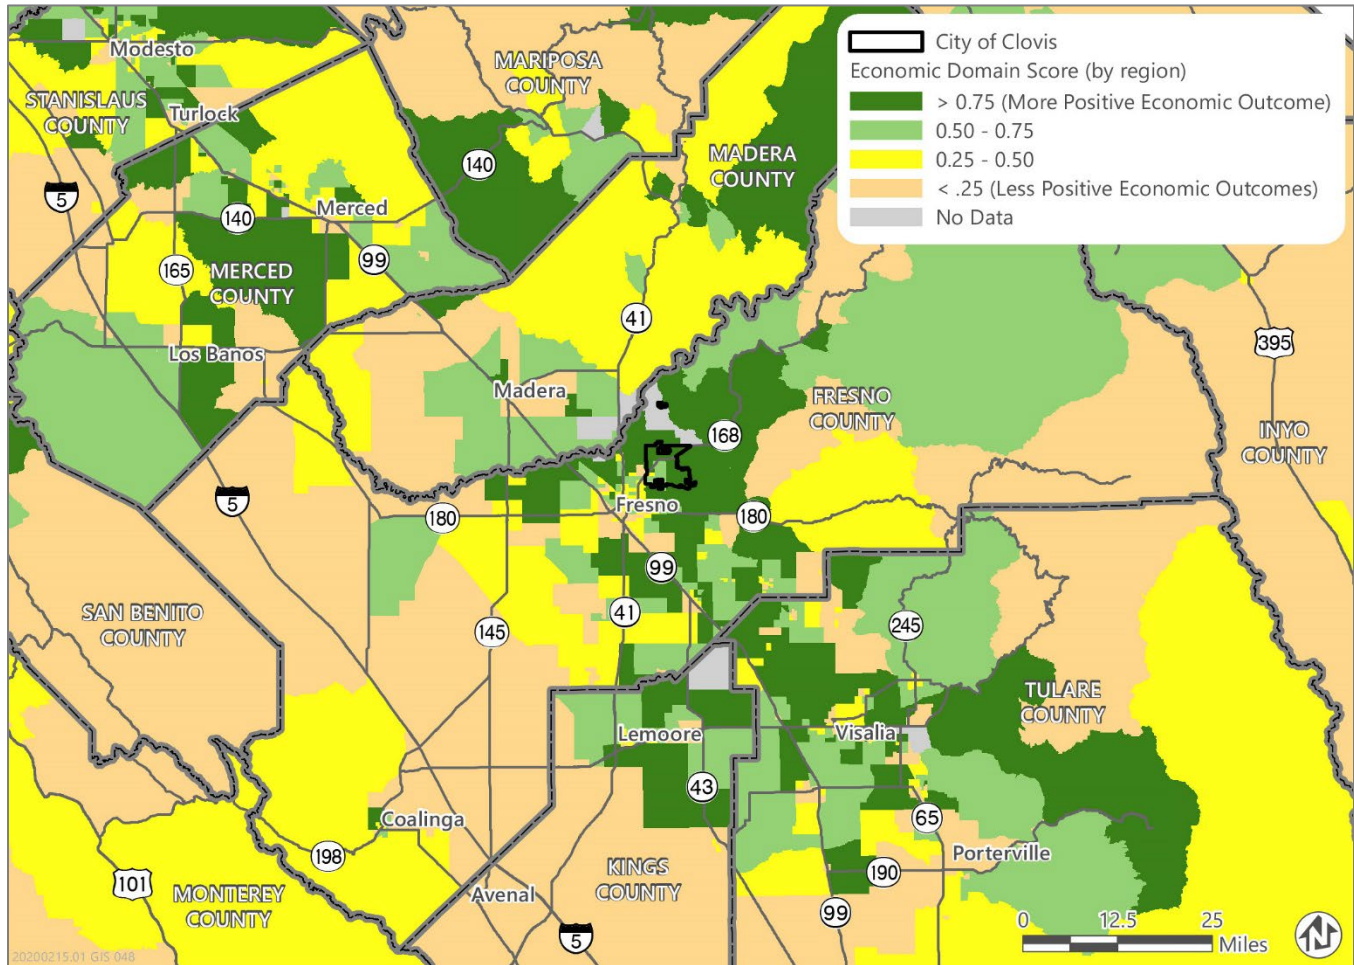 City of Clovis
Economic Domain Score (by region)
> 0.75 (More Positive Economic Outcome)
0.50 - 0.75
0.25 - 0.50
< .25 (Less Positive Economic Outcomes)
No Data
Modesto
MARIPOSA
COUNTY
STANISLAUS
COUNTY
Turlock
140
MADERA
COUNTY
5
Merced
140
99
165
MERCED
COUNTY
41
395
Los Banos
Madera
FRESNO
COUNTY
168
INYO
COUNTY
5
Fresno
180
180
99
SAN BENITO
COUNTY
41
145
245
TULARE
COUNTY
Lemoore
Visalia
43
Coalinga
65
198
Porterville
101
MONTEREY
COUNTY
Avenal
KINGS
COUNTY
190
99
5
0
12.5
25
Miles
N
20200215.01 GIS 048